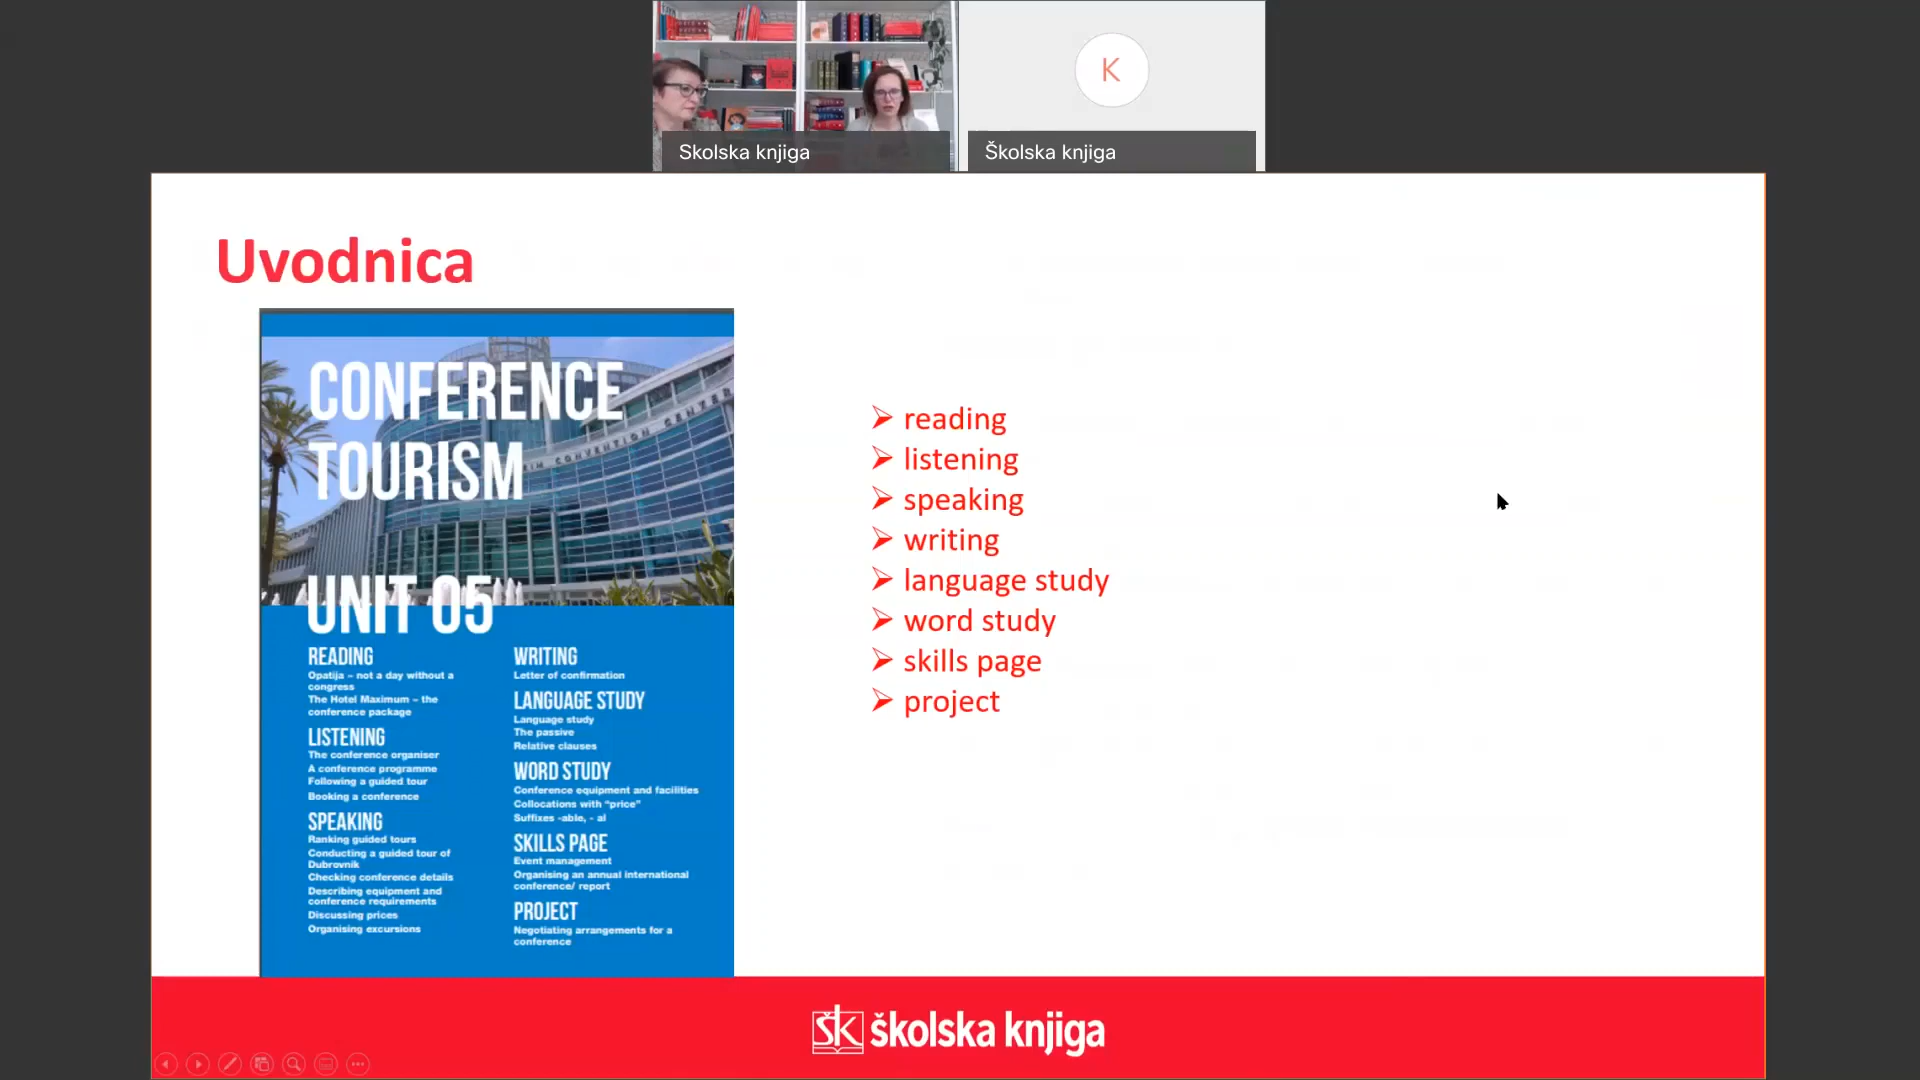 K
Skolska knjiga
Školska knjiga
Uvodnica
CONFERENCE
TOURISM
CONVENTION CENTER
UNIT 05
READING
Opatija – not a day without a
congress
The Hotel Maximum – the
conference package
LISTENING
The conference organiser
A conference programme
Following a guided tour
Booking a conference
SPEAKING
Ranking guided tours
Conducting a guided tour of
Dubrovnik
Checking conference details
Describing equipment and
conference requirements
Discussing prices
Organising excursions
WRITING
Letter of confirmation
LANGUAGE STUDY
Language study
The passive
Relative clauses
WORD STUDY
Conference equipment and facilities
Collocations with “price”
Suffixes -able, - al
SKILLS PAGE
Event management
Organising an annual international
conference/ report
PROJECT
Negotiating arrangements for a
conference
reading
listening
speaking
writing
language study
word study
skills page
project
ŠK školska knjiga